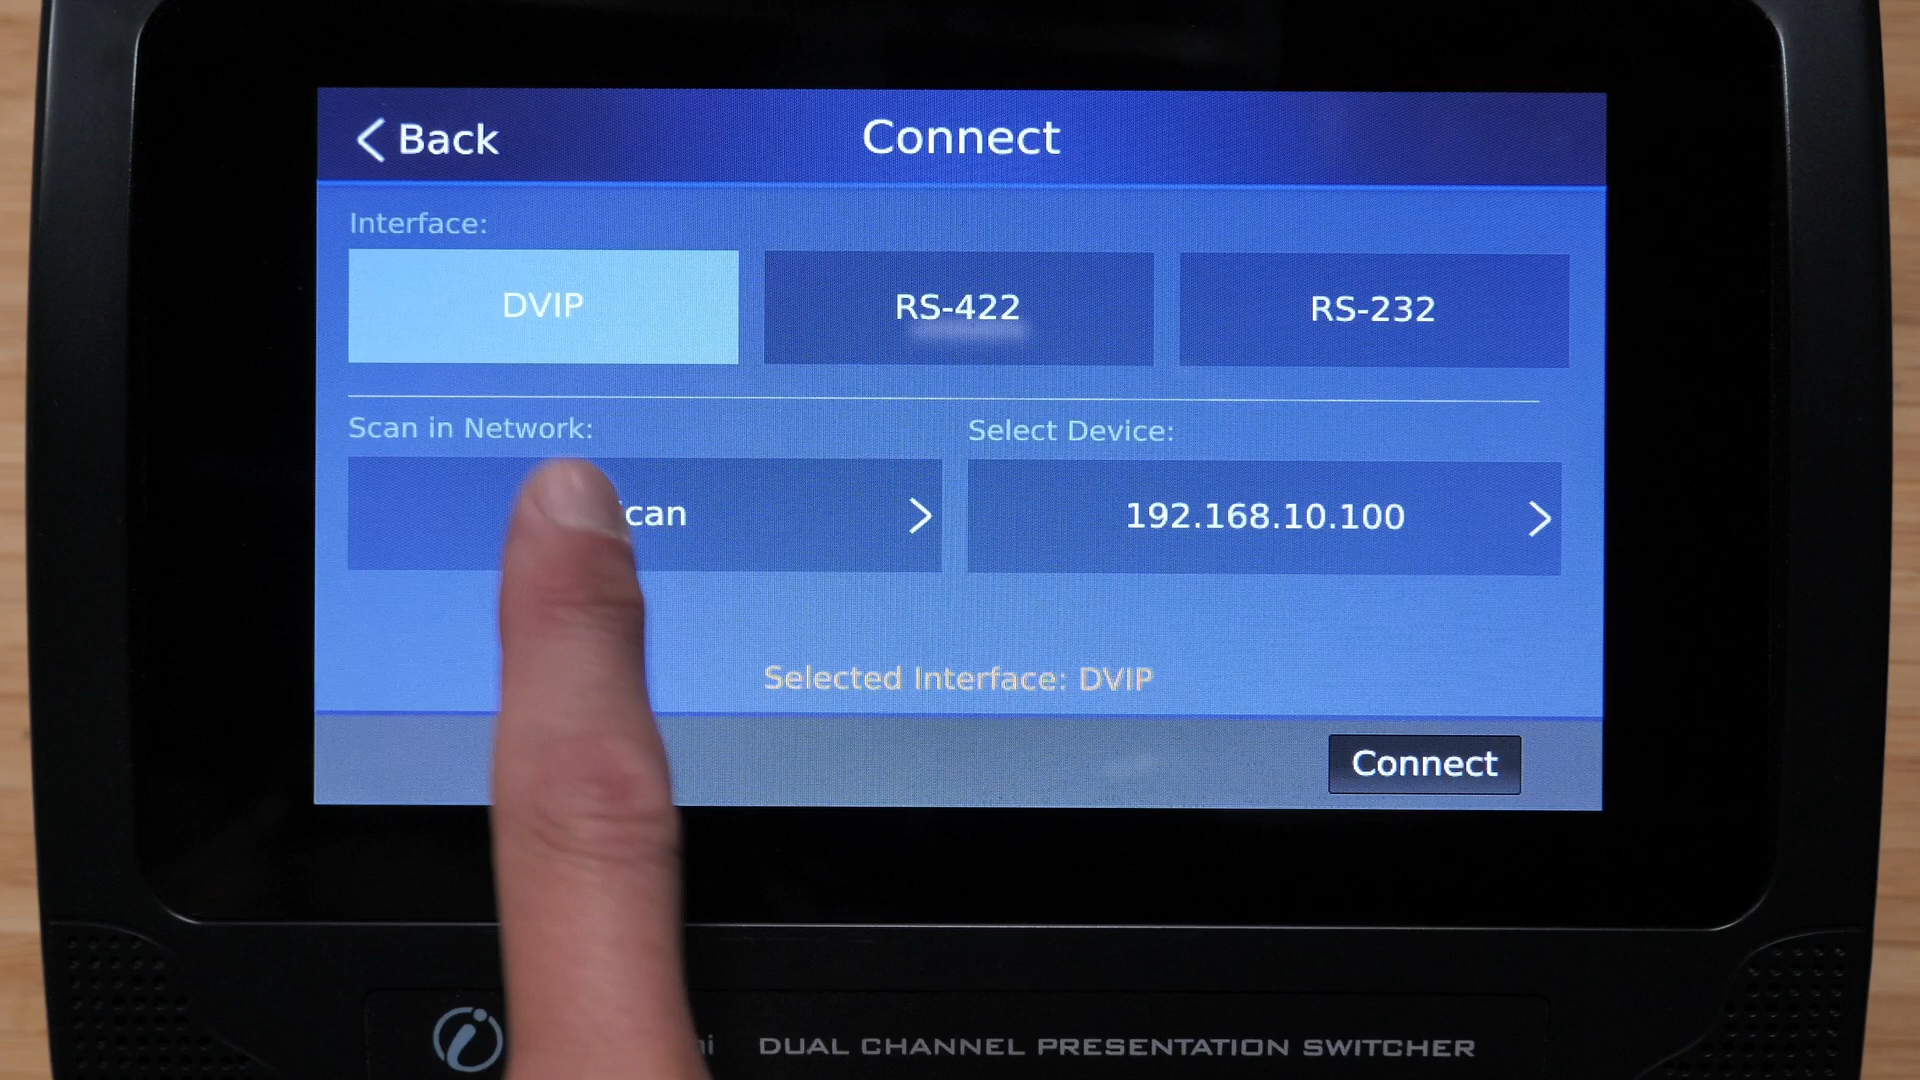 Back
Connect
Interface:
DVIP
RS-422
RS-232
Scan in Network:
Select Device:
192.168.10.100
Selected Interface: DVIP
Connect
DUAL CHANNEL PRESENTATION SWITCHER